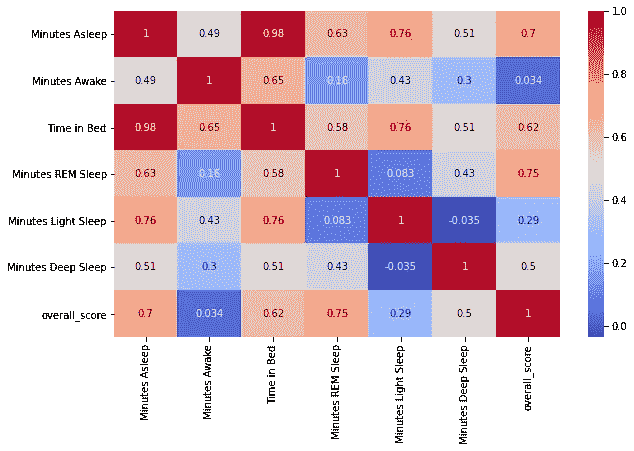 Minutes Asleep 1 0.49 0.98 0.63 0.76 0.51 0.7
Minutes Awake 0.49 1 0.65 0.16 0.43 0.3 0.034
Time in Bed 0.98 0.65 1 0.58 0.76 0.51 0.62
Minutes REM Sleep 0.63 0.16 0.58 1 0.083 0.43 0.75
Minutes Light Sleep 0.76 0.43 0.76 0.083 1 -0.035 0.29
Minutes Deep Sleep 0.51 0.3 0.51 0.43 -0.035 1 0.5
overall_score 0.7 0.034 0.62 0.75 0.29 0.5 1
Minutes Asleep
Minutes Awake
Time in Bed
Minutes REM Sleep
Minutes Light Sleep
Minutes Deep Sleep
overall_score
1.0
0.8
0.6
0.4
0.2
0.0